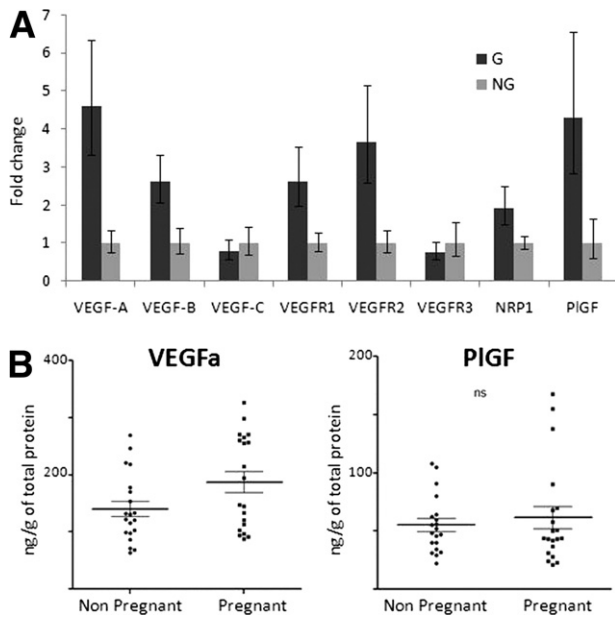 A
7
6
5
4
3
2
1
0
Fold change
G
NG
VEGF-A VEGF-B VEGF-C VEGFR1 VEGFR2 VEGFR3 NRP1 PlGF
B
VEGFa
400
200
0
ng/g of total protein
Non Pregnant Pregnant
PlGF
200
100
0
ng/g of total protein
ns
Non Pregnant Pregnant